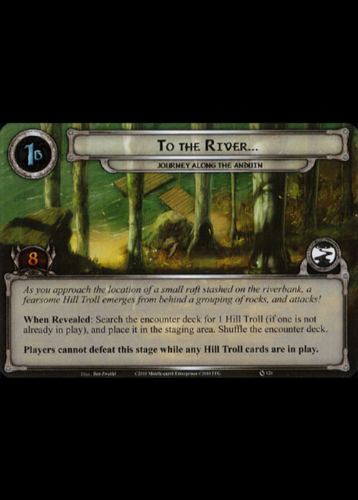 1B
TO THE RIVER...
JOURNEY ALONG THE ANDUIN
8
As you approach the location of a small raft stashed on the riverbank, a
fearsome Hill Troll emerges from behind a grouping of rocks, and attacks!
When Revealed: Search the encounter deck for 1 Hill Troll (if one is not
already in play), and place it in the staging area. Shuffle the encounter deck.
Players cannot defeat this stage while any Hill Troll cards are in play.
Illus. Ben Zweifel